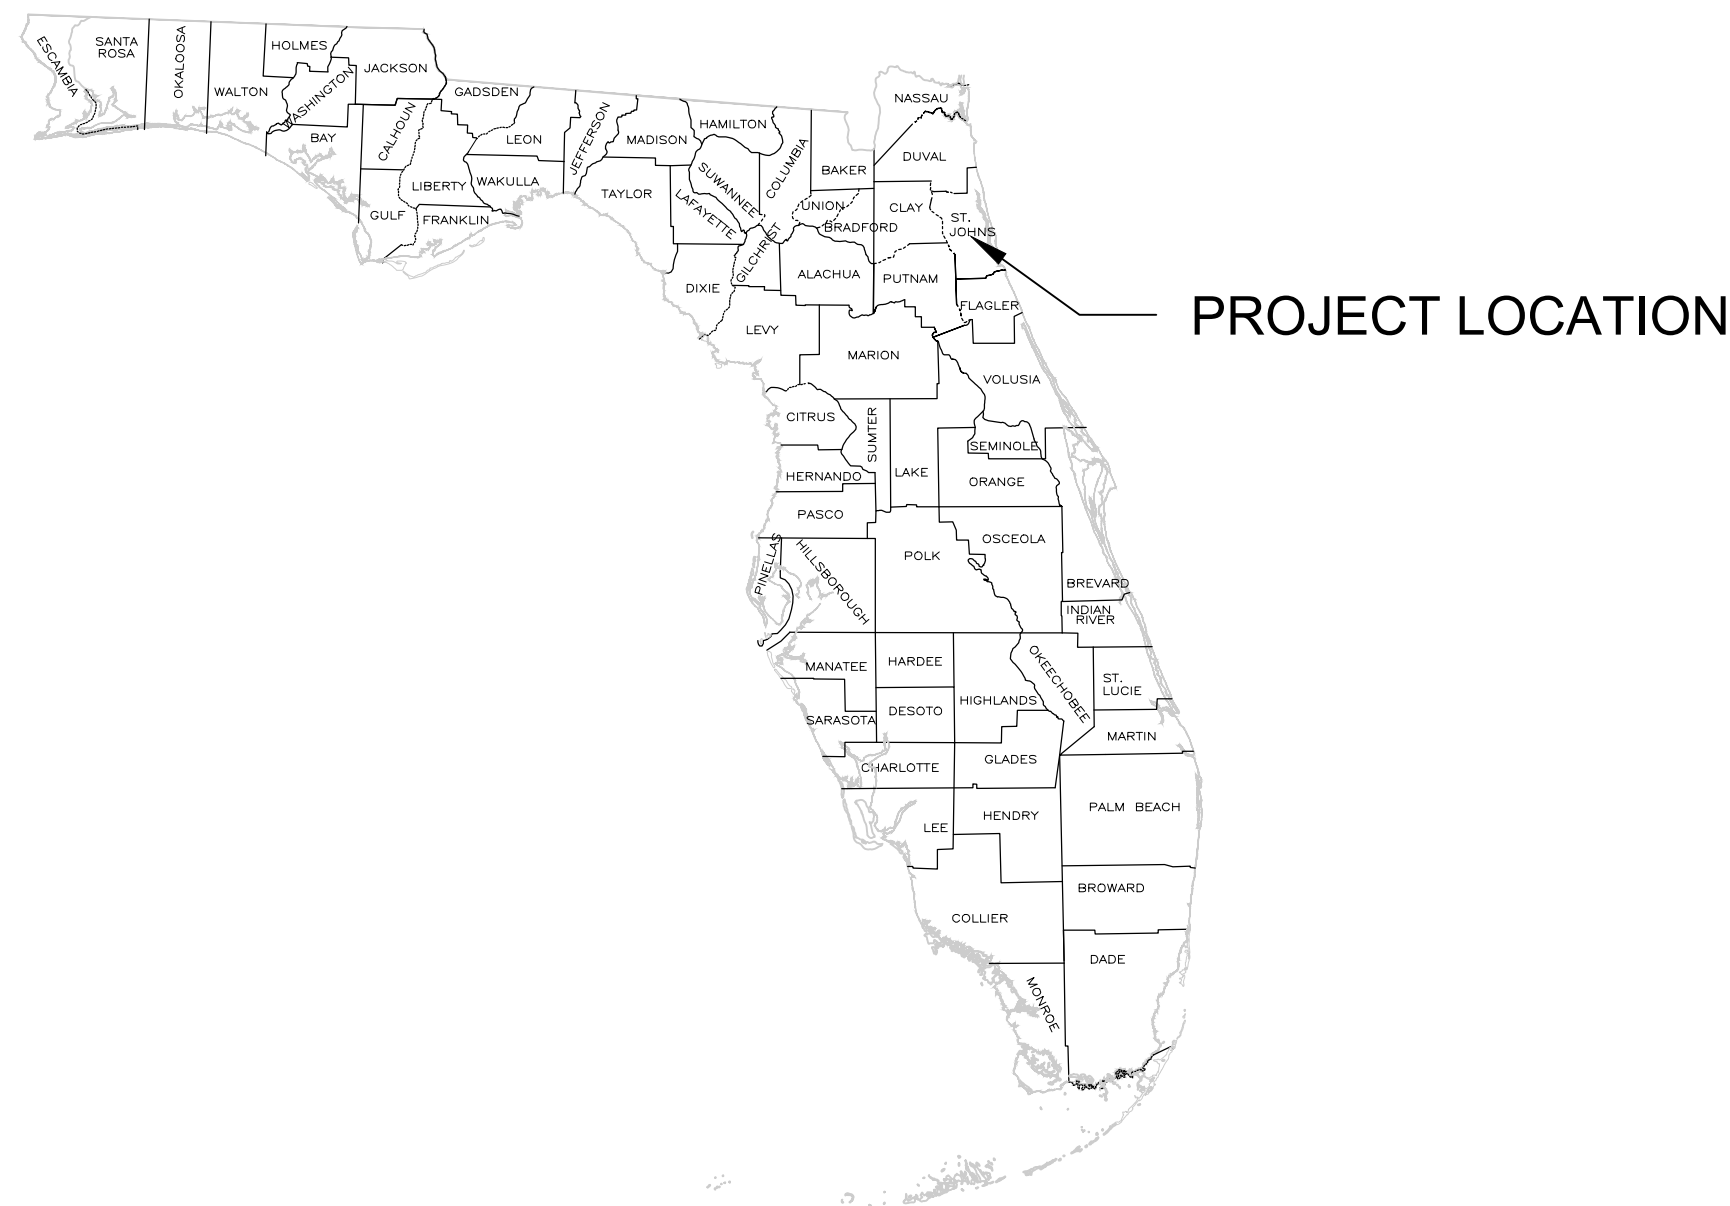 ESCAMBIA
SANTA
ROSA
OKALOOSA
WALTON
HOLMES
WASHINGTON
JACKSON
BAY
CALHOUN
GULF
GADSDEN
LIBERTY
FRANKLIN
LEON
WAKULLA
JEFFERSON
MADISON
TAYLOR
HAMILTON
SUWANNEE
LAFAYETTE
COLUMBIA
BAKER
NASSAU
DUVAL
UNION
BRADFORD
CLAY
ST.
JOHNS
DIXIE
GILCHRIST
ALACHUA
PUTNAM
FLAGLER
PROJECT LOCATION
LEVY
MARION
VOLUSIA
CITRUS
SUMTER
LAKE
SEMINOLE
HERNANDO
ORANGE
PASCO
OSCEOLA
PINELLAS
HILLSBOROUGH
POLK
BREVARD
INDIAN
RIVER
MANATEE
HARDEE
OKEECHOBEE
ST.
LUCIE
HIGHLANDS
SARASOTA
DESOTO
MARTIN
CHARLOTTE
GLADES
PALM BEACH
LEE
HENDRY
BROWARD
COLLIER
DADE
MONROE